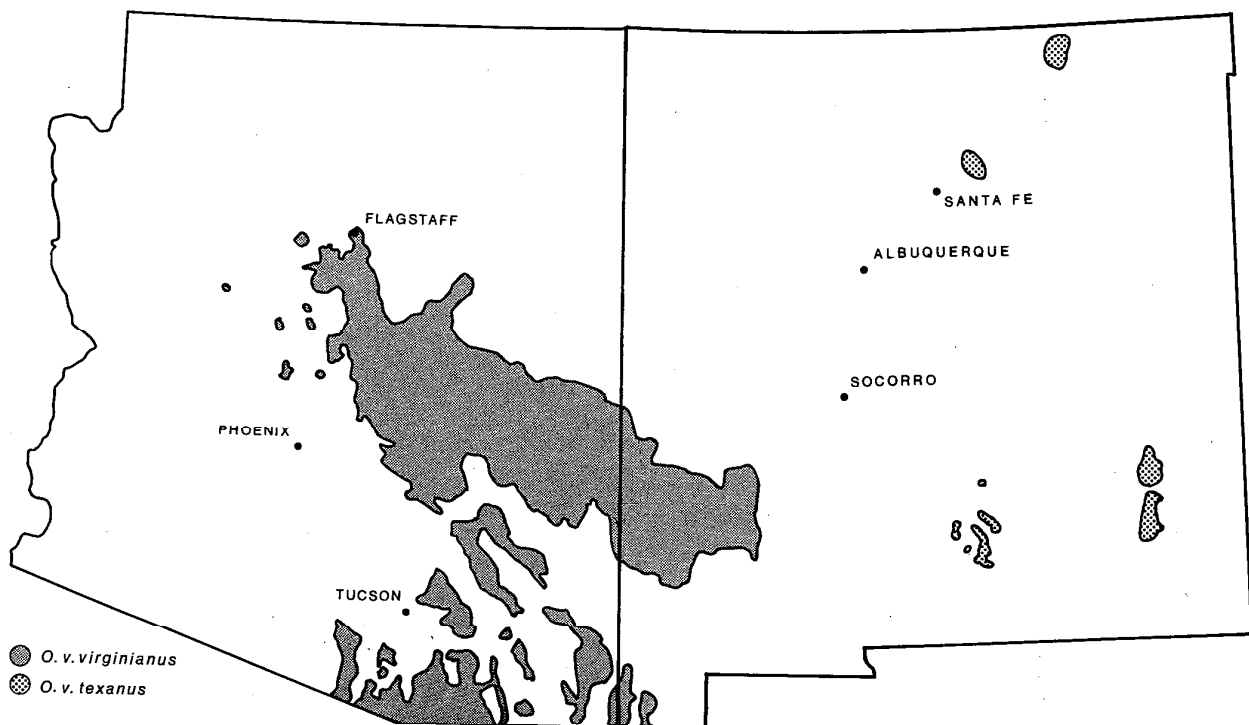 FLAGSTAFF
SANTA FE
ALBUQUERQUE
SOCORRO
PHOENIX
TUCSON
O. v. virginianus
O. v. texanus